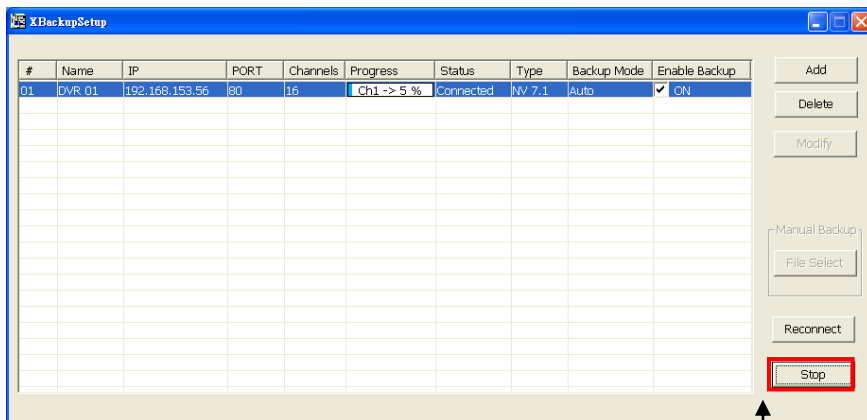 XBackupSetup
# Name IP PORT Channels Progress Status Type Backup Mode Enable Backup
01 DVR 01 192.168.153.56 80 16 Ch1 -> 5 % Connected NV 7.1 Auto ON
Add
Delete
Modify
Manual Backup
File Select
Reconnect
Stop